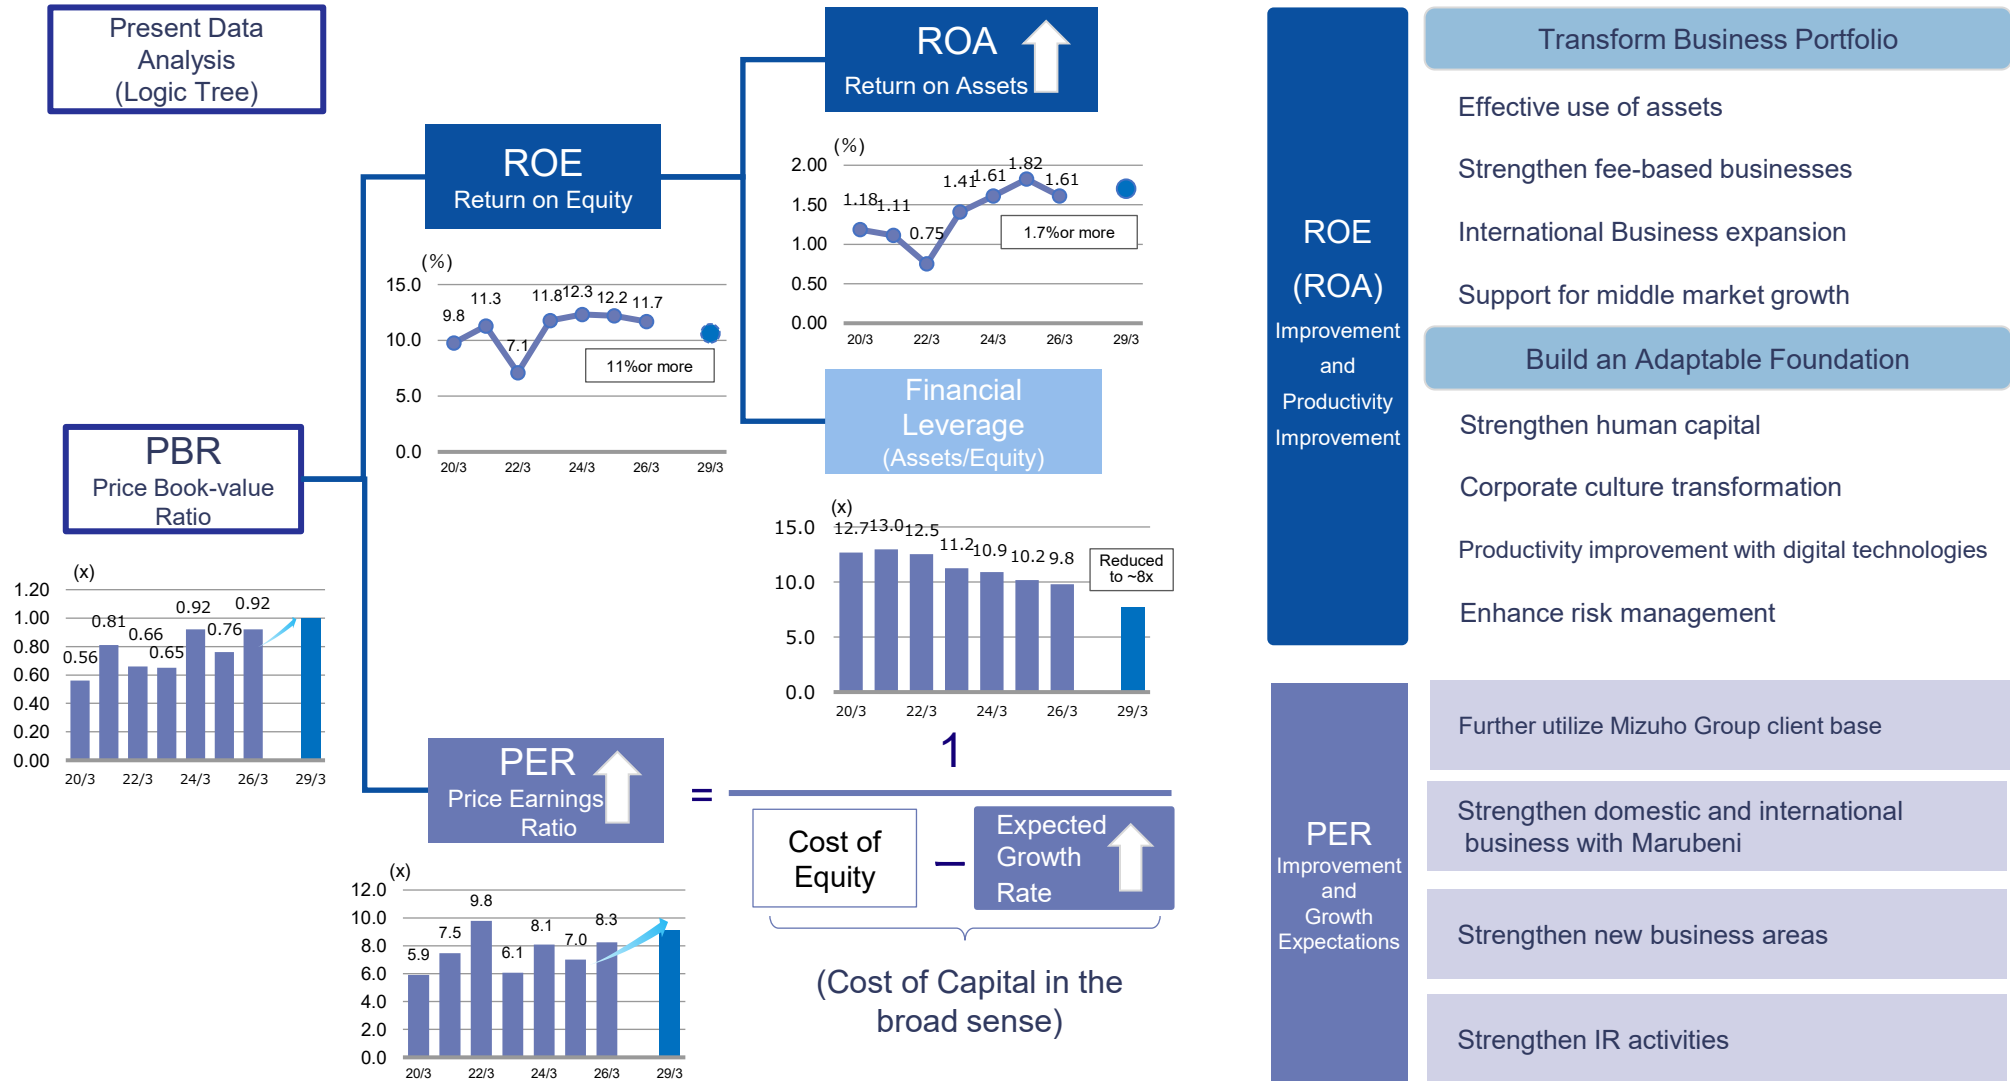 Present Data
Analysis
(Logic Tree)
PBR
Price Book-value
Ratio
(x)
1.20
1.00
0.80
0.60
0.40
0.20
0.00
0.56
0.81
0.66
0.65
0.92
0.76
0.92
20/3
22/3
24/3
26/3
29/3
ROE
Return on Equity
(%)
15.0
10.0
5.0
0.0
9.8
11.3
7.1
11.8
12.3
12.2
11.7
11%or more
20/3
22/3
24/3
26/3
29/3
ROA
Return on Assets
(%)
2.00
1.50
1.00
0.50
0.00
1.18
1.11
0.75
1.41
1.61
1.82
1.61
1.7%or more
20/3
22/3
24/3
26/3
29/3
Financial
Leverage
(Assets/Equity)
(x)
15.0
10.0
5.0
0.0
12.7
13.0
12.5
11.2
10.9
10.2
9.8
Reduced
to ~8x
20/3
22/3
24/3
26/3
29/3
PER
Price Earnings
Ratio
=
1
Cost of
Equity
−
Expected
Growth
Rate
(Cost of Capital in the
broad sense)
(x)
12.0
10.0
8.0
6.0
4.0
2.0
0.0
5.9
7.5
9.8
6.1
8.1
7.0
8.3
20/3
22/3
24/3
26/3
29/3
ROE
(ROA)
Improvement
and
Productivity
Improvement
Transform Business Portfolio
Effective use of assets
Strengthen fee-based businesses
International Business expansion
Support for middle market growth
Build an Adaptable Foundation
Strengthen human capital
Corporate culture transformation
Productivity improvement with digital technologies
Enhance risk management
PER
Improvement
and
Growth
Expectations
Further utilize Mizuho Group client base
Strengthen domestic and international
business with Marubeni
Strengthen new business areas
Strengthen IR activities